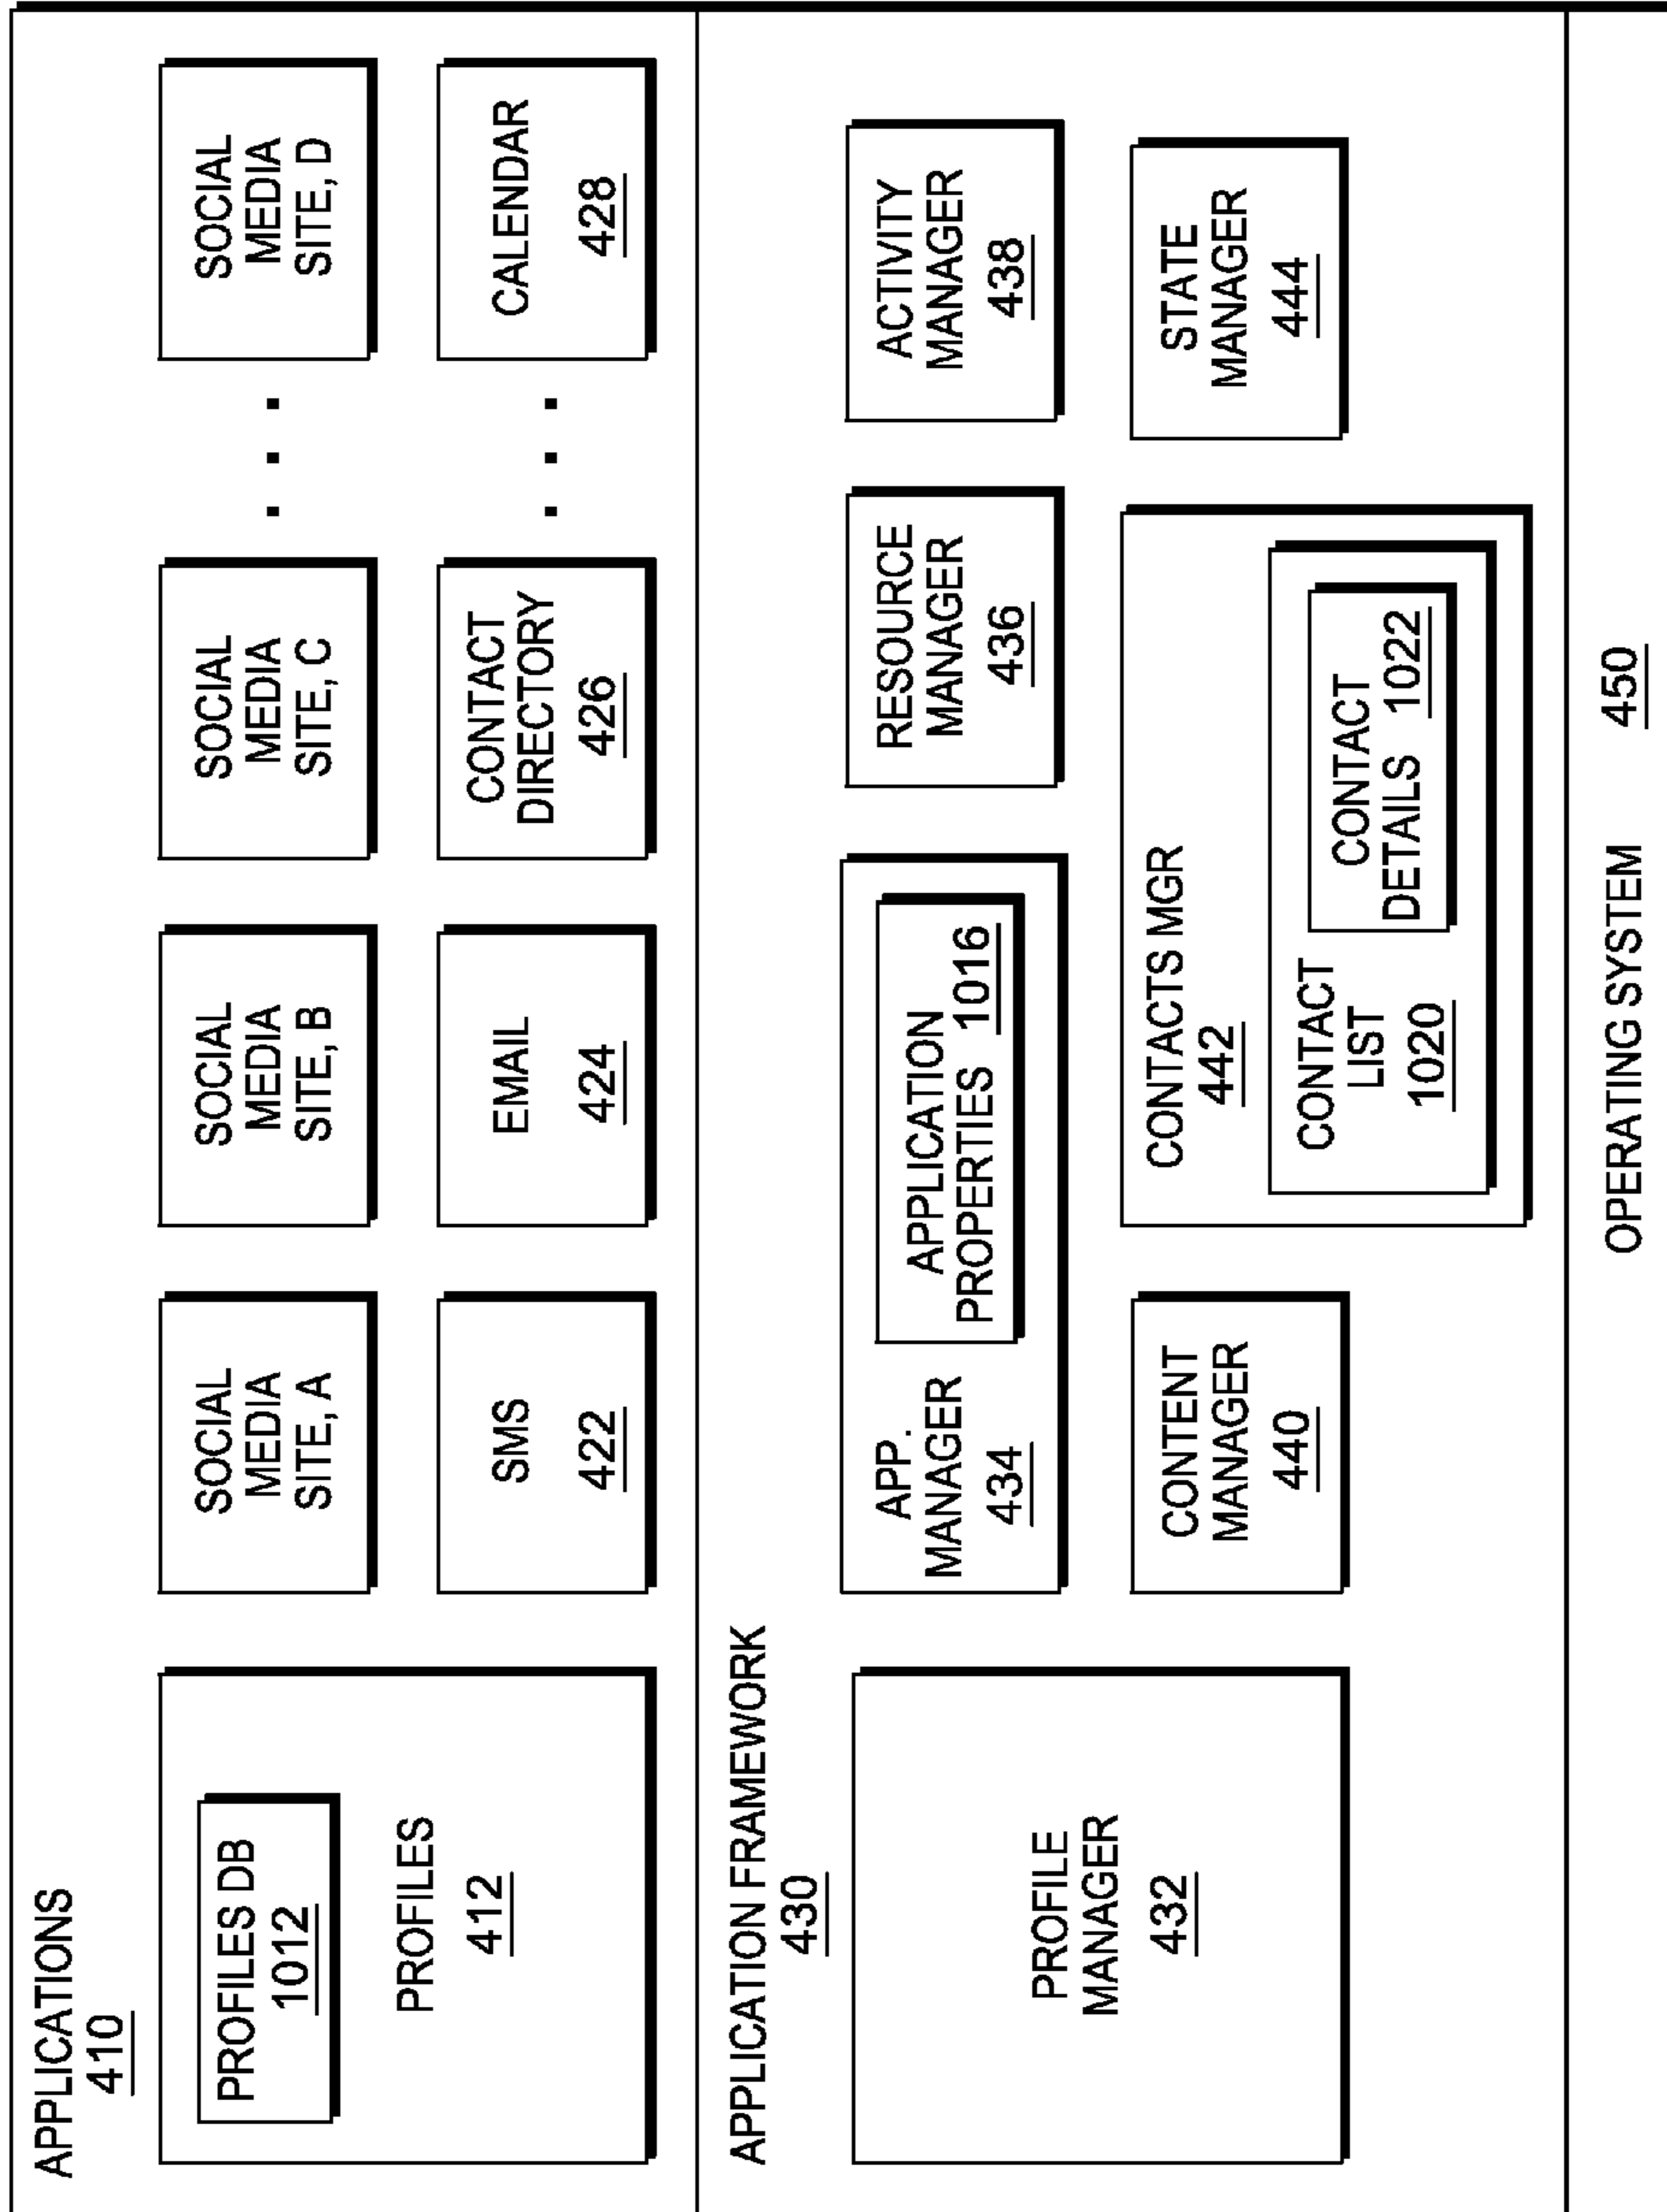 APPLICATIONS
410
PROFILES DB
1012
PROFILES
412
SOCIAL
MEDIA
SITE, A
SOCIAL
MEDIA
SITE, B
SOCIAL
MEDIA
SITE, C
. . .
SOCIAL
MEDIA
SITE, D
SMS
422
EMAIL
424
CONTACT
DIRECTORY
426
. . .
CALENDAR
428
APPLICATION FRAMEWORK
430
PROFILE
MANAGER
432
APP.
MANAGER
434
APPLICATION
PROPERTIES 1016
RESOURCE
MANAGER
436
ACTIVITY
MANAGER
438
CONTENT
MANAGER
440
CONTACTS MGR
442
CONTACT
LIST
1020
CONTACT
DETAILS 1022
STATE
MANAGER
444
OPERATING SYSTEM 450